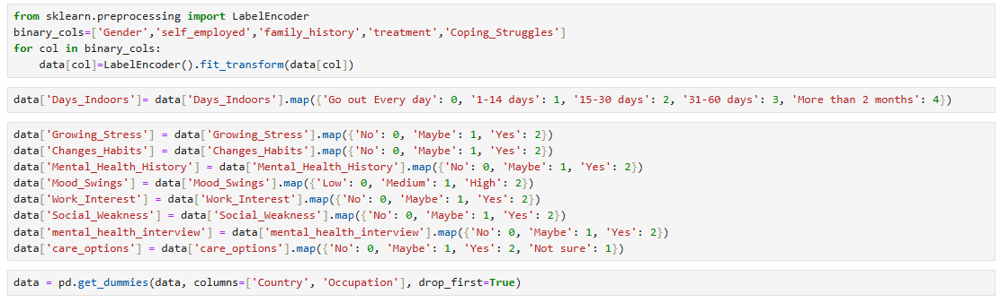 from sklearn.preprocessing import LabelEncoder
binary_cols=['Gender','self_employed','family_history','treatment','Coping_Struggles']
for col in binary_cols:
    data[col]=LabelEncoder().fit_transform(data[col])
data['Days_Indoors']= data['Days_Indoors'].map({'Go out Every day': 0, '1-14 days': 1, '15-30 days': 2, '31-60 days': 3, 'More than 2 months': 4})
data['Growing_Stress'] = data['Growing_Stress'].map({'No': 0, 'Maybe': 1, 'Yes': 2})
data['Changes_Habits'] = data['Changes_Habits'].map({'No': 0, 'Maybe': 1, 'Yes': 2})
data['Mental_Health_History'] = data['Mental_Health_History'].map({'No': 0, 'Maybe': 1, 'Yes': 2})
data['Mood_Swings'] = data['Mood_Swings'].map({'Low': 0, 'Medium': 1, 'High': 2})
data['Work_Interest'] = data['Work_Interest'].map({'No': 0, 'Maybe': 1, 'Yes': 2})
data['Social_Weakness'] = data['Social_Weakness'].map({'No': 0, 'Maybe': 1, 'Yes': 2})
data['mental_health_interview'] = data['mental_health_interview'].map({'No': 0, 'Maybe': 1, 'Yes': 2})
data['care_options'] = data['care_options'].map({'No': 0, 'Maybe': 1, 'Yes': 2, 'Not sure': 1})
data = pd.get_dummies(data, columns=['Country', 'Occupation'], drop_first=True)